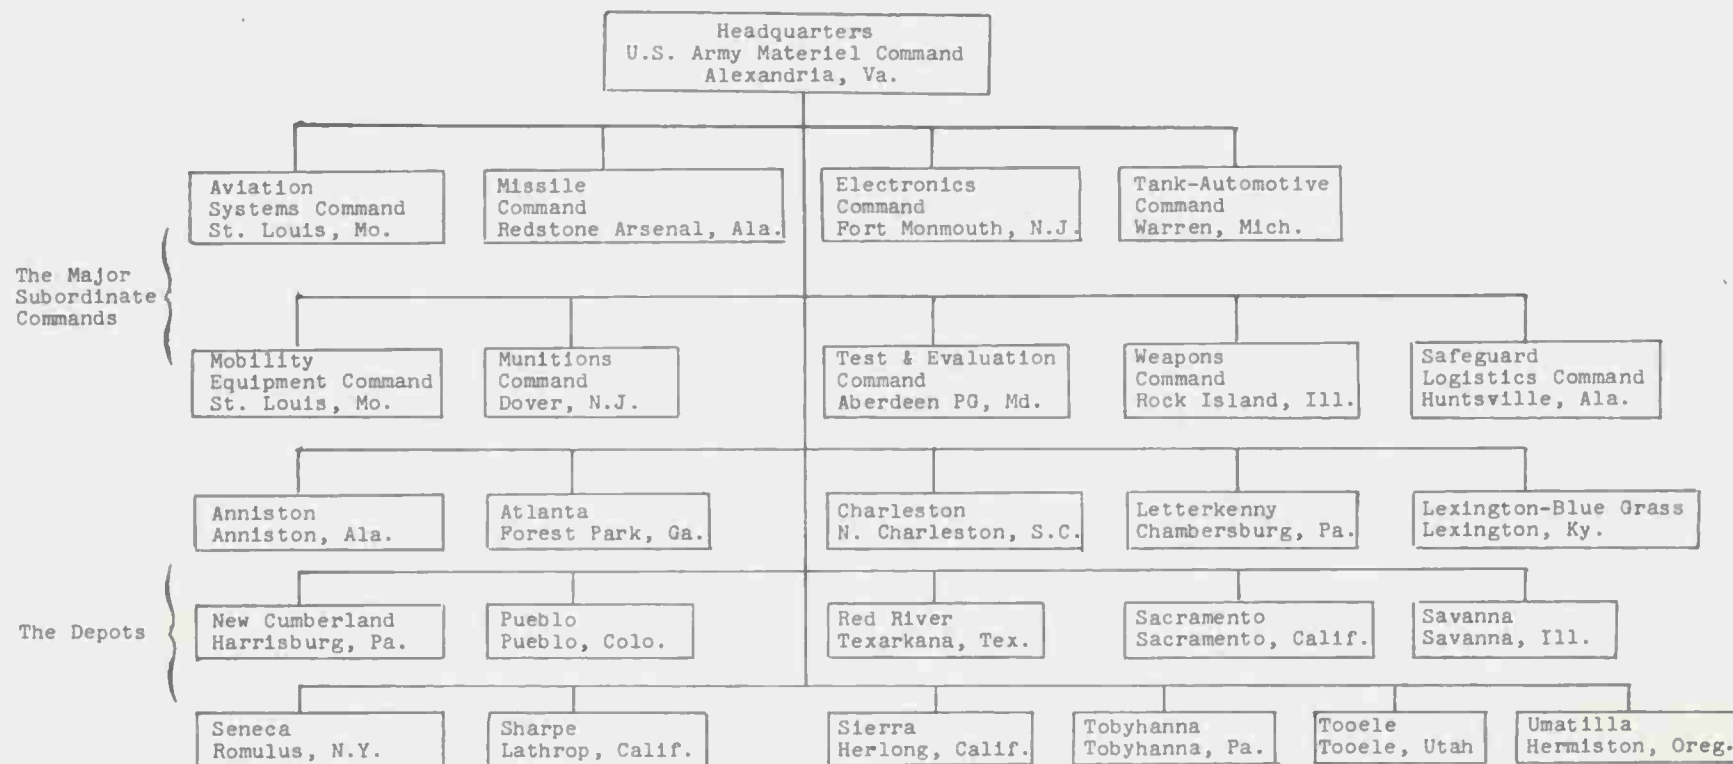 Headquarters
U.S. Army Materiel Command
Alexandria, Va.
The Major
Subordinate
Commands
Aviation
Systems Command
St. Louis, Mo.
Missile
Command
Redstone Arsenal, Ala.
Electronics
Command
Fort Monmouth, N.J.
Tank-Automotive
Command
Warren, Mich.
Mobility
Equipment Command
St. Louis, Mo.
Munitions
Command
Dover, N.J.
Test & Evaluation
Command
Aberdeen PG, Md.
Weapons
Command
Rock Island, Ill.
Safeguard
Logistics Command
Huntsville, Ala.
The Depots
Anniston
Anniston, Ala.
Atlanta
Forest Park, Ga.
Charleston
N. Charleston, S.C.
Letterkenny
Chambersburg, Pa.
Lexington-Blue Grass
Lexington, Ky.
New Cumberland
Harrisburg, Pa.
Pueblo
Pueblo, Colo.
Red River
Texarkana, Tex.
Sacramento
Sacramento, Calif.
Savanna
Savanna, Ill.
Seneca
Romulus, N.Y.
Sharpe
Lathrop, Calif.
Sierra
Herlong, Calif.
Tobyhanna
Tobyhanna, Pa.
Tooele
Tooele, Utah
Umatilla
Hermiston, Oreg.